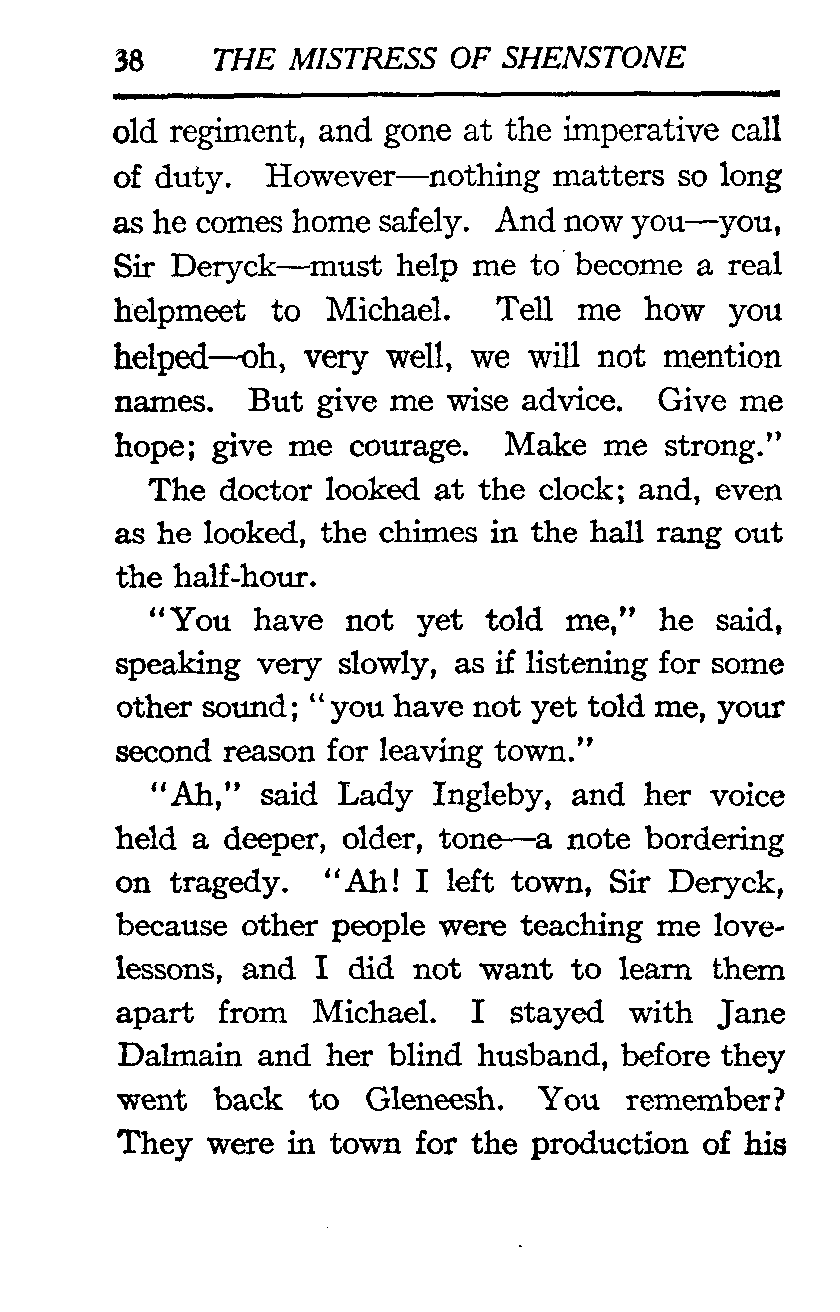 38 THE MISTRESS OF SHENSTONE
old regiment, and gone at the imperative call
of duty. However—nothing matters so long
as he comes home safely. And now you—you,
Sir Deryck—must help me to become a real
helpmeet to Michael. Tell me how you
helped—oh, very well, we will not mention
names. But give me wise advice. Give me
hope; give me courage. Make me strong."
The doctor looked at the clock; and, even
as he looked, the chimes in the hall rang out
the half-hour.
"You have not yet told me," he said,
speaking very slowly, as if listening for some
other sound; "you have not yet told me, your
second reason for leaving town."
"Ah," said Lady Ingleby, and her voice
held a deeper, older, tone—a note bordering
on tragedy. "Ah! I left town, Sir Deryck,
because other people were teaching me love-
lessons, and I did not want to learn them
apart from Michael. I stayed with Jane
Dalmain and her blind husband, before they
went back to Gleneesh. You remember?
They were in town for the production of his